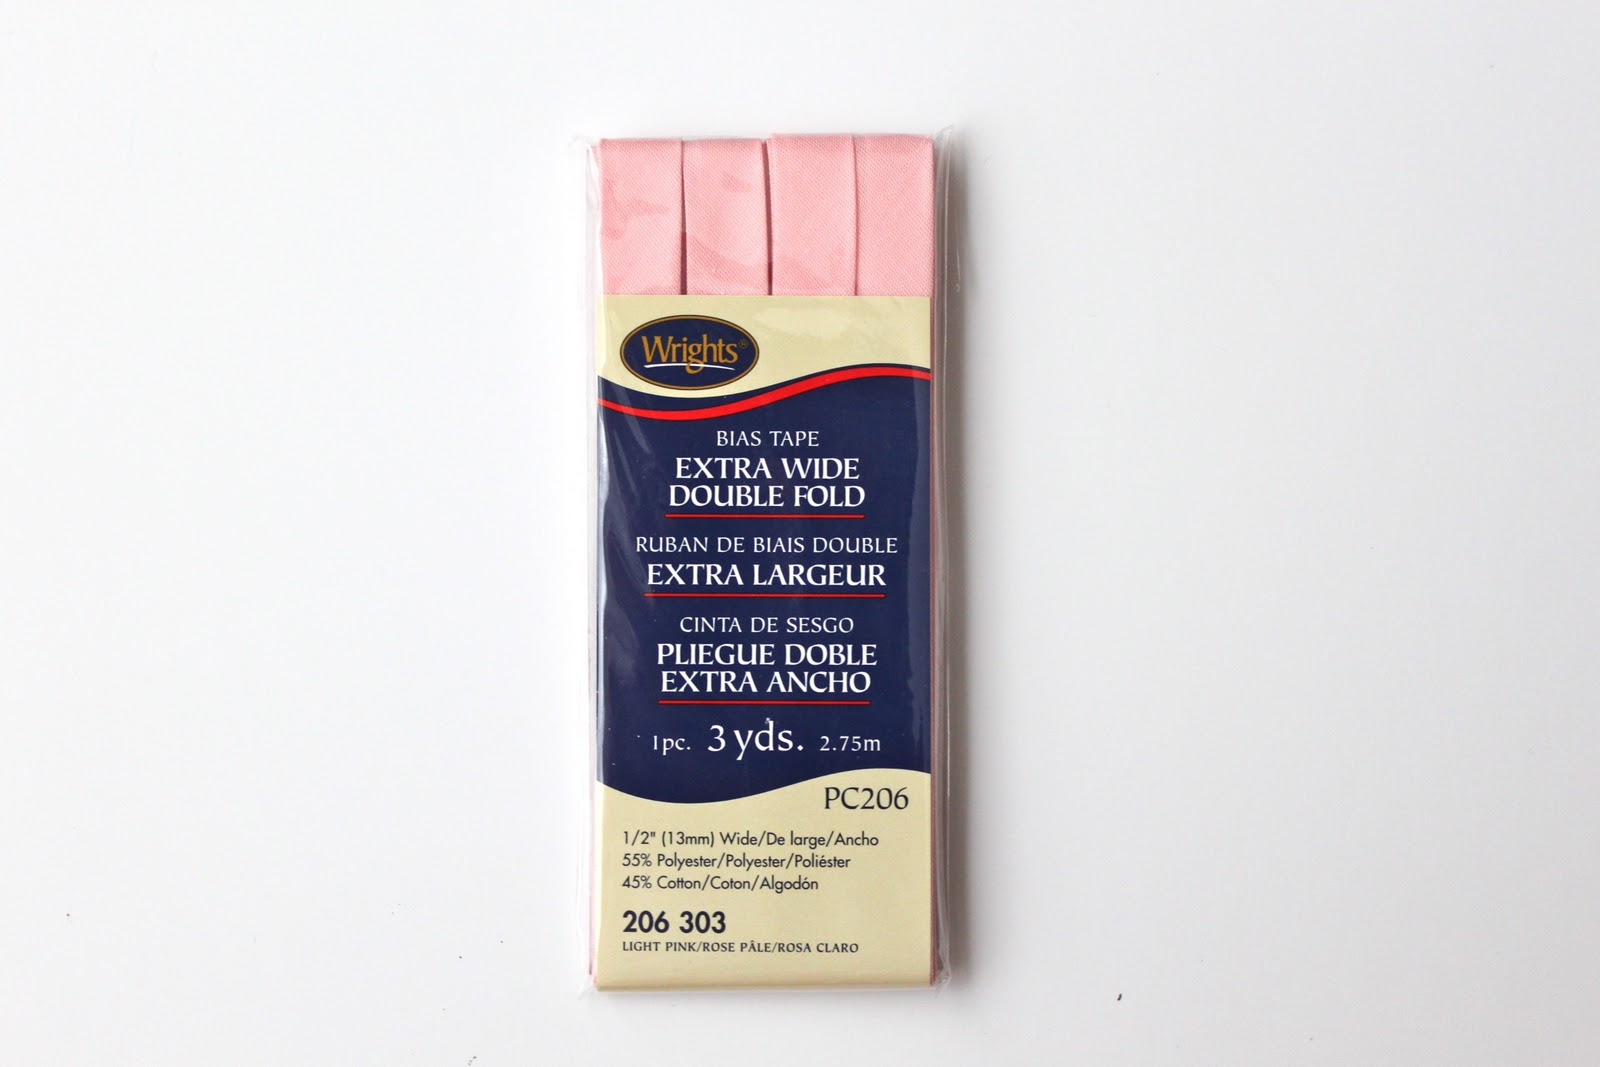 Wrights®
BIAS TAPE
EXTRA WIDE
DOUBLE FOLD
RUBAN DE BIAIS DOUBLE
EXTRA LARGEUR
CINTA DE SESGO
PLIEGUE DOBLE
EXTRA ANCHO
1pc. 3 yds. 2.75m
PC206
1/2" (13mm) Wide/De large/Ancho
55% Polyester/Polyester/Poliéster
45% Cotton/Coton/Algodón
206 303
LIGHT PINK/ROSE PÂLE/ROSA CLARO